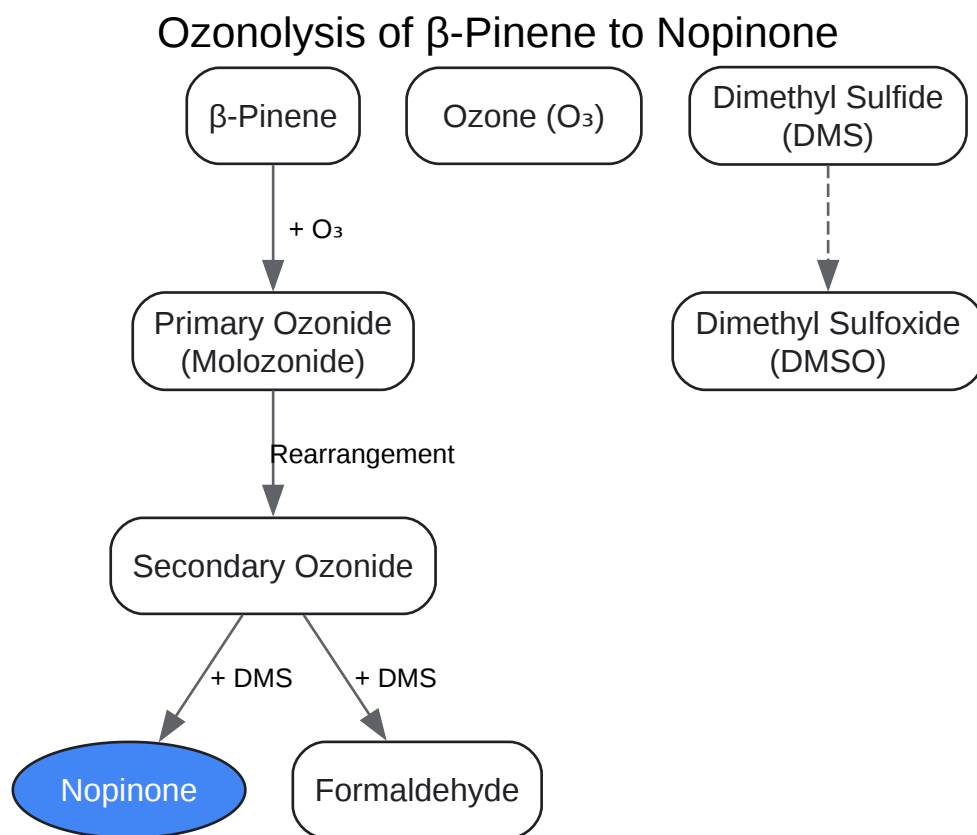 Ozonolysis of β-Pinene to Nopinone
β-Pinene
Ozone (O₃)
Dimethyl Sulfide
(DMS)
+ O₃
Primary Ozonide
(Molozonide)
Dimethyl Sulfoxide
(DMSO)
Rearrangement
Secondary Ozonide
+ DMS
+ DMS
Nopinone
Formaldehyde